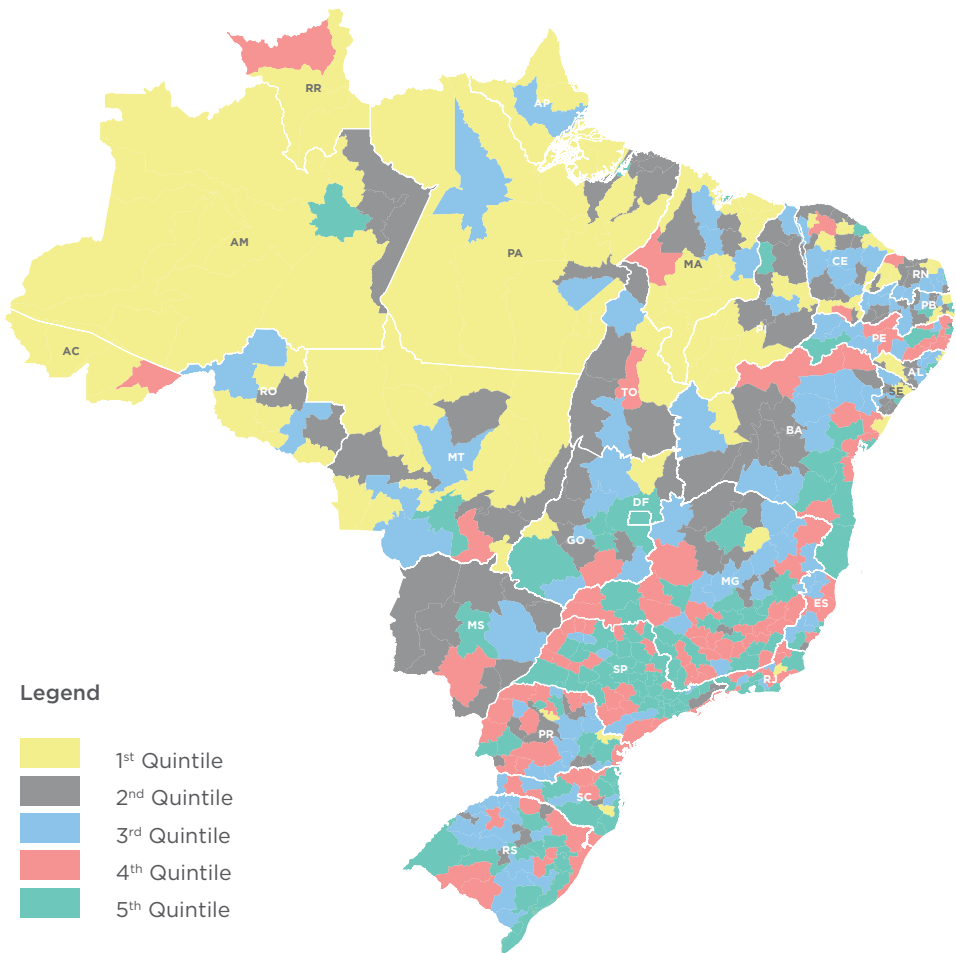 RR
AP
AM
PA
MA
CE
RN
PB
PI
PE
AC
AL
RO
TO
SE
BA
MT
DF
GO
MG
ES
MS
SP
RJ
Legend
PR
1st Quintile
2nd Quintile
SC
3rd Quintile
RS
4th Quintile
5th Quintile